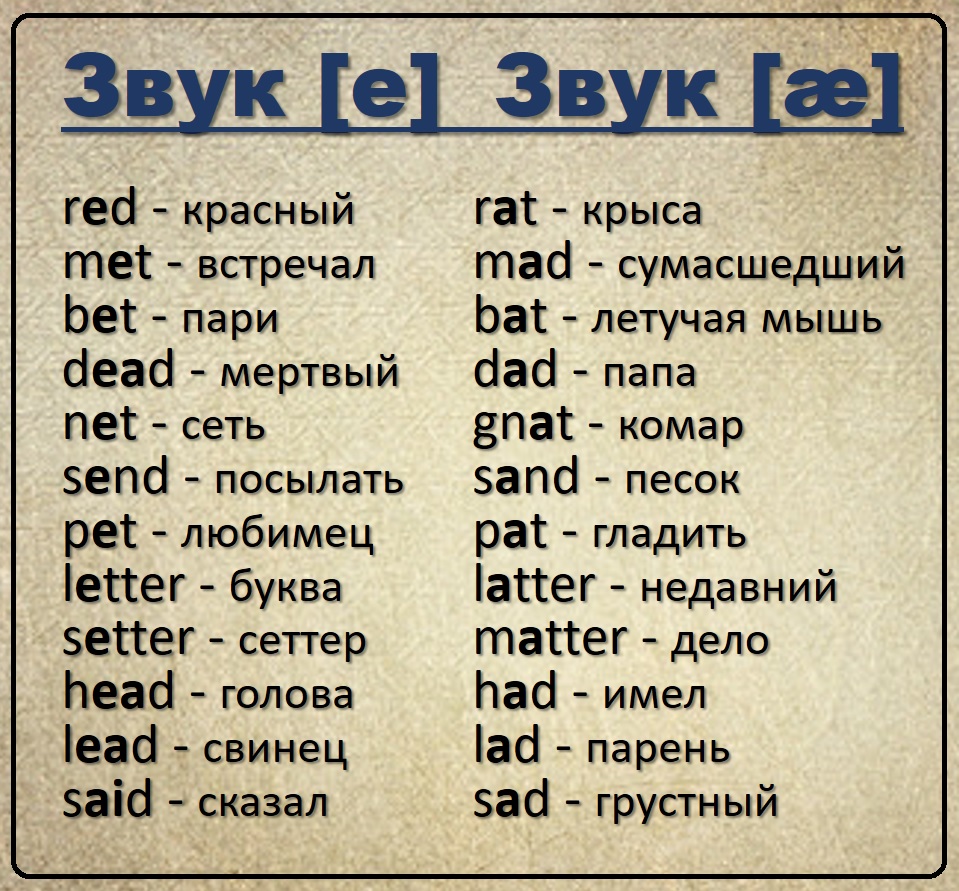 Звук [e] Звук [æ]
red - красный rat - крыса
met - встречал mad - сумасшедший
bet - пари bat - летучая мышь
dead - мертвый dad - папа
net - сеть gnat - комар
send - посылать sand - песок
pet - любимец pat - гладить
letter - буква latter - недавний
setter - сеттер matter - дело
head - голова had - имел
lead - свинец lad - парень
said - сказал sad - грустный